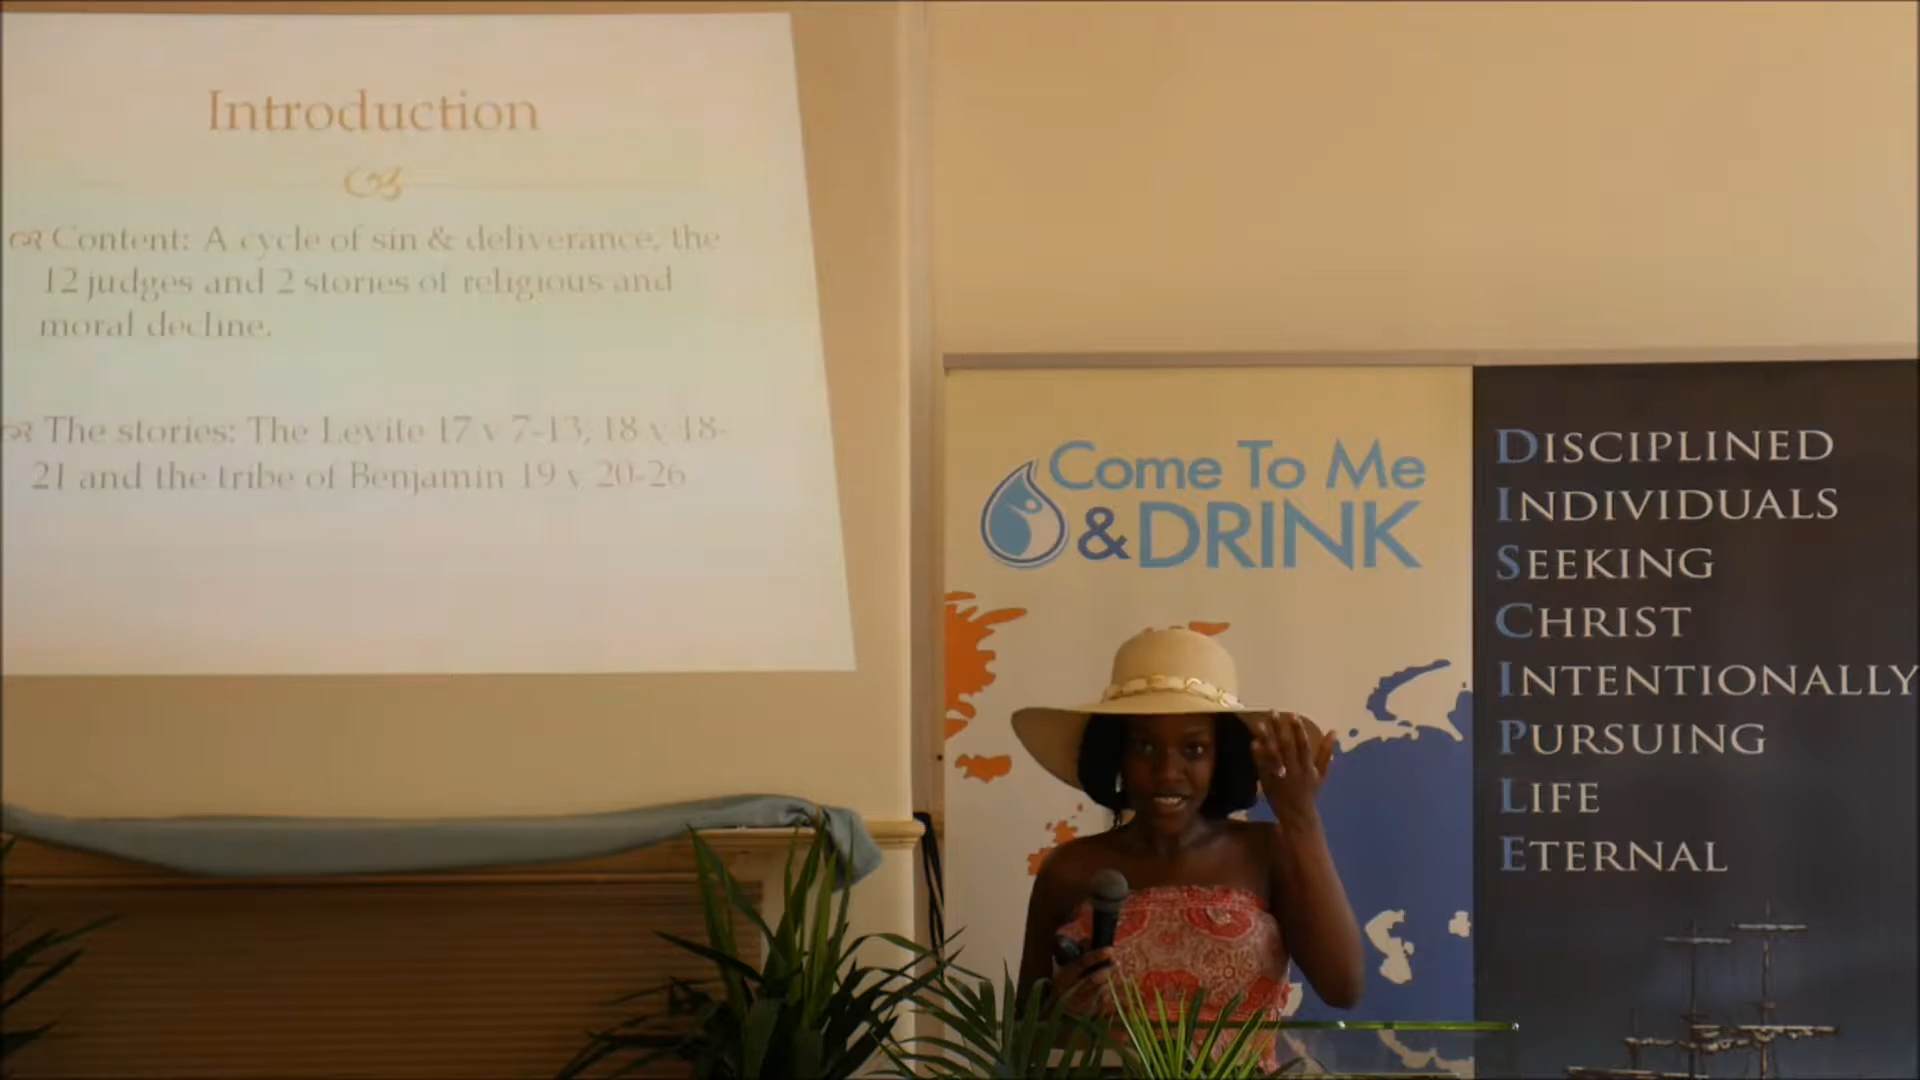 Introduction
Content: A cycle of sin & deliverance, the
12 judges and 2 stories of religious and
moral decline.
The stories: The Levite 17 v 7-13, 18 v 18-
21 and the tribe of Benjamin 19 v 20-26
Come To Me
& DRINK
DISCIPLINED
INDIVIDUALS
SEEKING
CHRIST
INTENTIONALLY
PURSUING
LIFE
ETERNAL